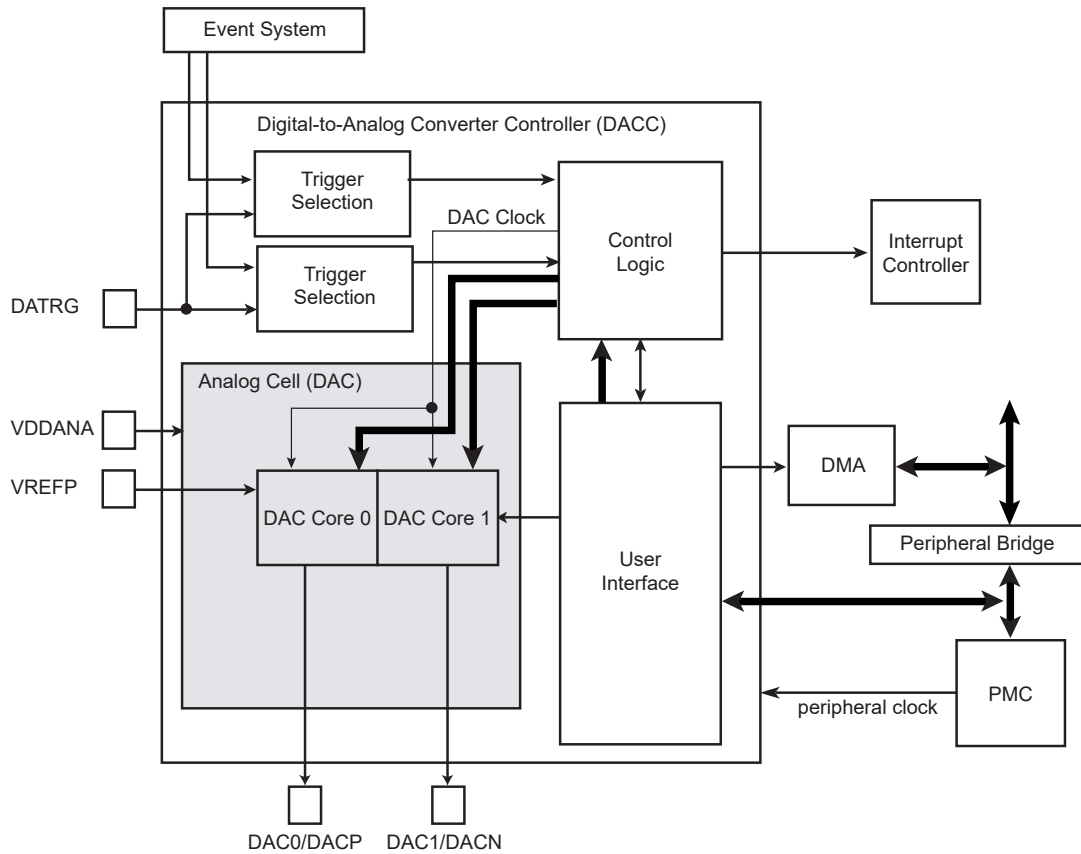 Event System
Digital-to-Analog Converter Controller (DACC)
Trigger
Selection
DAC Clock
Control
Logic
Interrupt
Controller
Trigger
Selection
DATRG
Analog Cell (DAC)
VDDANA
VREFP
DAC Core 0
DAC Core 1
User
Interface
DMA
Peripheral Bridge
PMC
peripheral clock
DAC0/DACP
DAC1/DACN